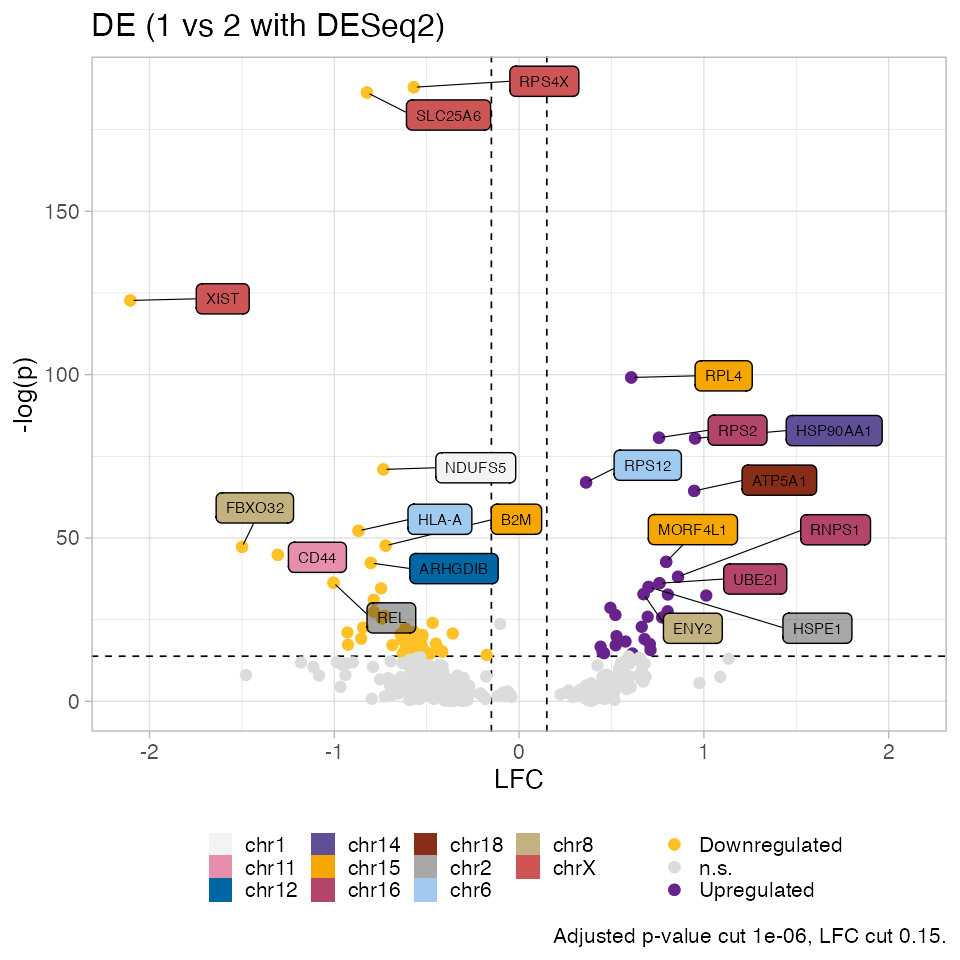 DE (1 vs 2 with DESeq2)
RPS4X
SLC25A6
150
XIST
100
RPL4
RPS2
HSP90AA1
-log(p)
NDUFS5
RPS12
ATP5A1
FBXO32
HLA-A
B2M
MORF4L1
RNPS1
50
CD44
ARHGDIB
UBE2I
REL
ENY2
HSPE1
0
-2
-1
0
1
2
LFC
chr1
chr14
chr18
chr8
Downregulated
chr11
chr15
chr2
chrX
n.s.
chr12
chr16
chr6
Upregulated
Adjusted p-value cut 1e-06, LFC cut 0.15.